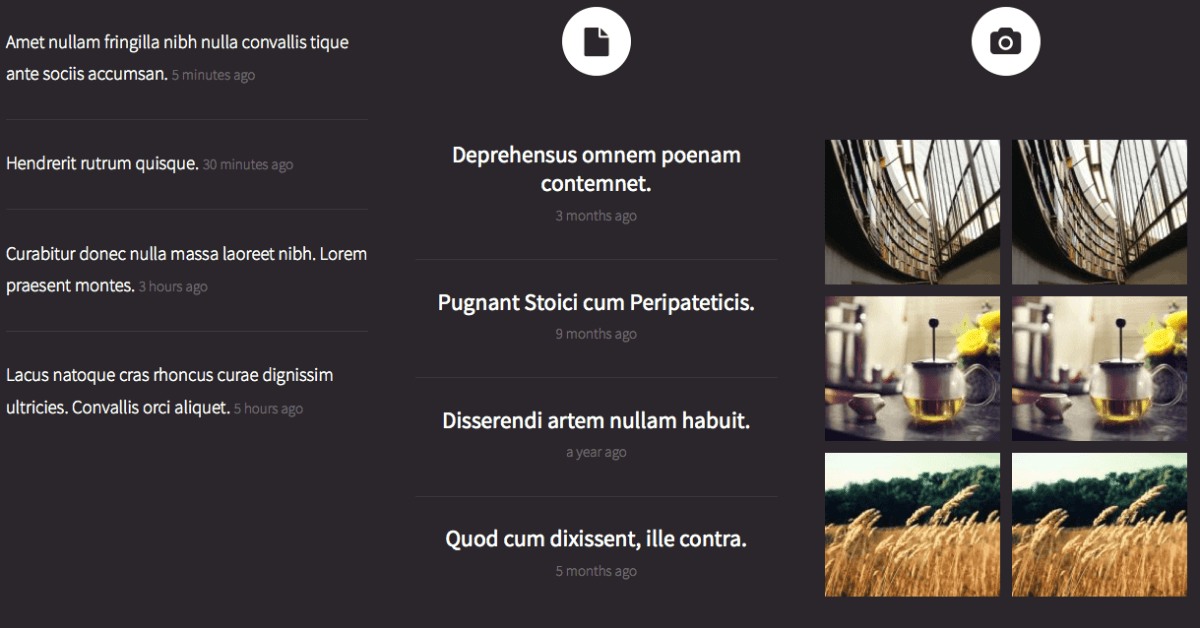 Amet nullam fringilla nibh nulla convallis tique
ante sociis accumsan. 5 minutes ago
Hendrerit rutrum quisque. 30 minutes ago
Curabitur donec nulla massa laoreet nibh. Lorem
praesent montes. 3 hours ago
Lacus natoque cras rhoncus curae dignissim
ultricies. Convallis orci aliquet. 5 hours ago
Deprehensus omnem poenam
contemnet.
3 months ago
Pugnant Stoici cum Peripateticis.
9 months ago
Disserendi artem nullam habuit.
a year ago
Quod cum dixissent, ille contra.
5 months ago